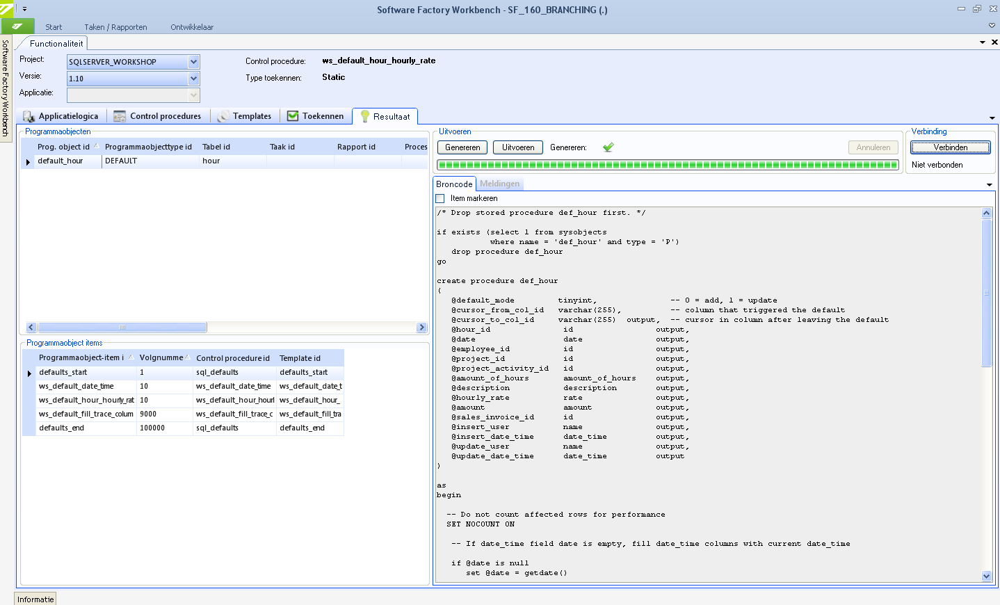 Software Factory Workbench - SF_160_BRANCHING (.)
Start Taken / Rapporten Ontwikkelaar
Software Factory Workbench
Functionaliteit
Project: SQLSERVER_WORKSHOP Control procedure: ws_default_hour_hourly_rate
Versie: 1.10 Type toekennen: Static
Applicatie:
Applicatielogica Control procedures Templates Toekennen Resultaat
Programmaobjecten
Prog. object id Programmaobjecttype id Tabel id Taak id Rapport id Proces
default_hour DEFAULT hour
Programmaobject items
Programmaobject-item i Volgnumme Control procedure id Template id
defaults_start 1 sql_defaults defaults_start
ws_default_date_time 10 ws_default_date_time ws_default_date_t
ws_default_hour_hourly_rat 10 ws_default_hour_hourl ws_default_hour_
ws_default_fill_trace_colum 9000 ws_default_fill_trace_c ws_default_fill_tra
defaults_end 100000 sql_defaults defaults_end
Uitvoeren
Genereren Uitvoeren Genereren: Annuleren
Verbinding
Verbinden
Niet verbonden
Broncode Meldingen
Item markeren
/* Drop stored procedure def_hour first. */
if exists (select 1 from sysobjects
where name = 'def_hour' and type = 'P')
drop procedure def_hour
go
create procedure def_hour
(
@default_mode tinyint, -- 0 = add, 1 = update
@cursor_from_col_id varchar(255), -- column that triggered the default
@cursor_to_col_id varchar(255) output, -- cursor in column after leaving the default
@hour_id id output,
@date date output,
@employee_id id output,
@project_id id output,
@project_activity_id id output,
@amount_of_hours amount_of_hours output,
@description description output,
@hourly_rate rate output,
@amount amount output,
@sales_invoice_id id output,
@insert_user name output,
@insert_date_time date_time output,
@update_user name output,
@update_date_time date_time output
)
as
begin
-- Do not count affected rows for performance
SET NOCOUNT ON
-- If date_time field date is empty, fill date_time columns with current date_time
if @date is null
set @date = getdate()
Informatie